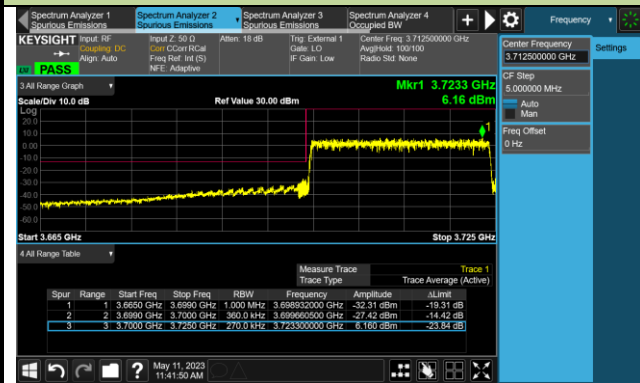 Spectrum Analyzer 1
Spurious Emissions
Spectrum Analyzer 2
Spurious Emissions
Spectrum Analyzer 3
Spurious Emissions
Spectrum Analyzer 4
Occupied BW
Frequency
KEYSIGHT
Input: RF
Coupling: DC
Align: Auto
Input Z: 50 Ω
Corr CCorr RCal
Freq Ref: Int (S)
NFE: Adaptive
Atten: 18 dB
Trig: External 1
Gate: LO
IF Gain: Low
Center Freq: 3.712500000 GHz
Avg|Hold: 100/100
Radio Std: None
PASS
3 All Range Graph
Scale/Div 10.0 dB
Ref Value 30.00 dBm
Mkr1 3.7233 GHz
6.16 dBm
Log
20.0
10.0
0.00
-10.0
-20.0
-30.0
-40.0
-50.0
-60.0
1
Start 3.665 GHz
Stop 3.725 GHz
4 All Range Table
Measure Trace Trace 1
Trace Type Trace Average (Active)
Spur Range Start Freq Stop Freq RBW Frequency Amplitude ΔLimit
1 1 3.6650 GHz 3.6990 GHz 1.000 MHz 3.698932000 GHz -32.31 dBm -19.31 dB
2 2 3.6990 GHz 3.7000 GHz 360.0 kHz 3.699660500 GHz -27.42 dBm -14.42 dB
3 3 3.7000 GHz 3.7250 GHz 270.0 kHz 3.723300000 GHz 6.160 dBm -23.84 dB
Center Frequency
3.712500000 GHz
Settings
CF Step
5.000000 MHz
Auto
Man
Freq Offset
0 Hz
May 11, 2023
11:41:50 AM